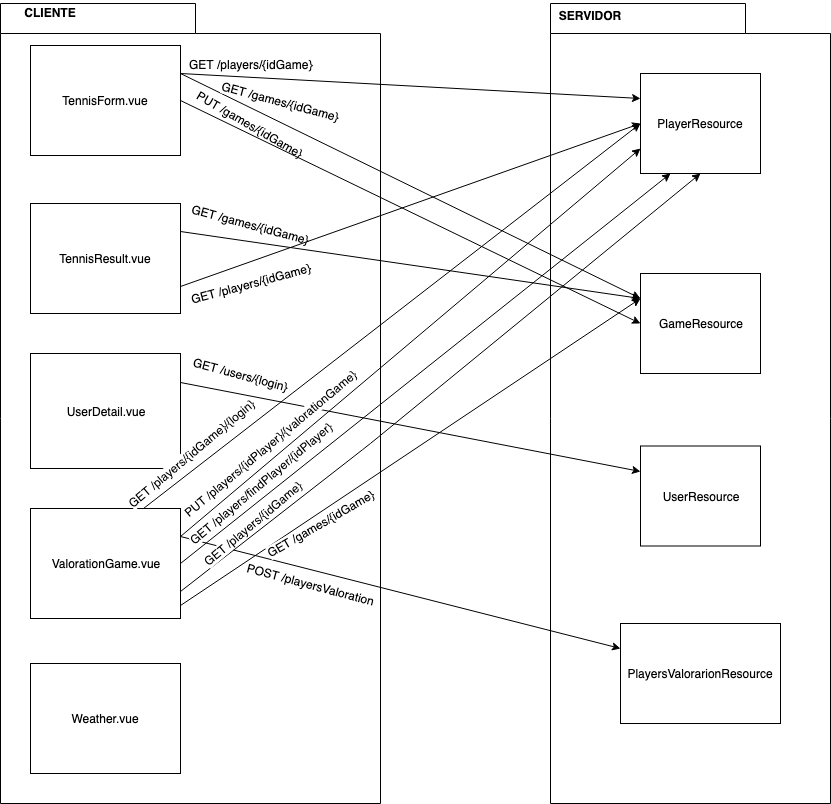 CLIENTE
SERVIDOR
TennisForm.vue
GET /players/{idGame}
GET /games/{idGame}
PUT /games/{idGame}
PlayerResource
TennisResult.vue
GET /games/{idGame}
GET /players/{idGame}
GameResource
UserDetail.vue
GET /users/{login}
GET /players/{idGame}/{login}
PUT /players/{idPlayer}/{valorationGame}
GET /players/findPlayer/{idPlayer}
GET /players/{idGame}
GET /games/{idGame}
UserResource
ValorationGame.vue
POST /playersValoration
PlayersValorarionResource
Weather.vue